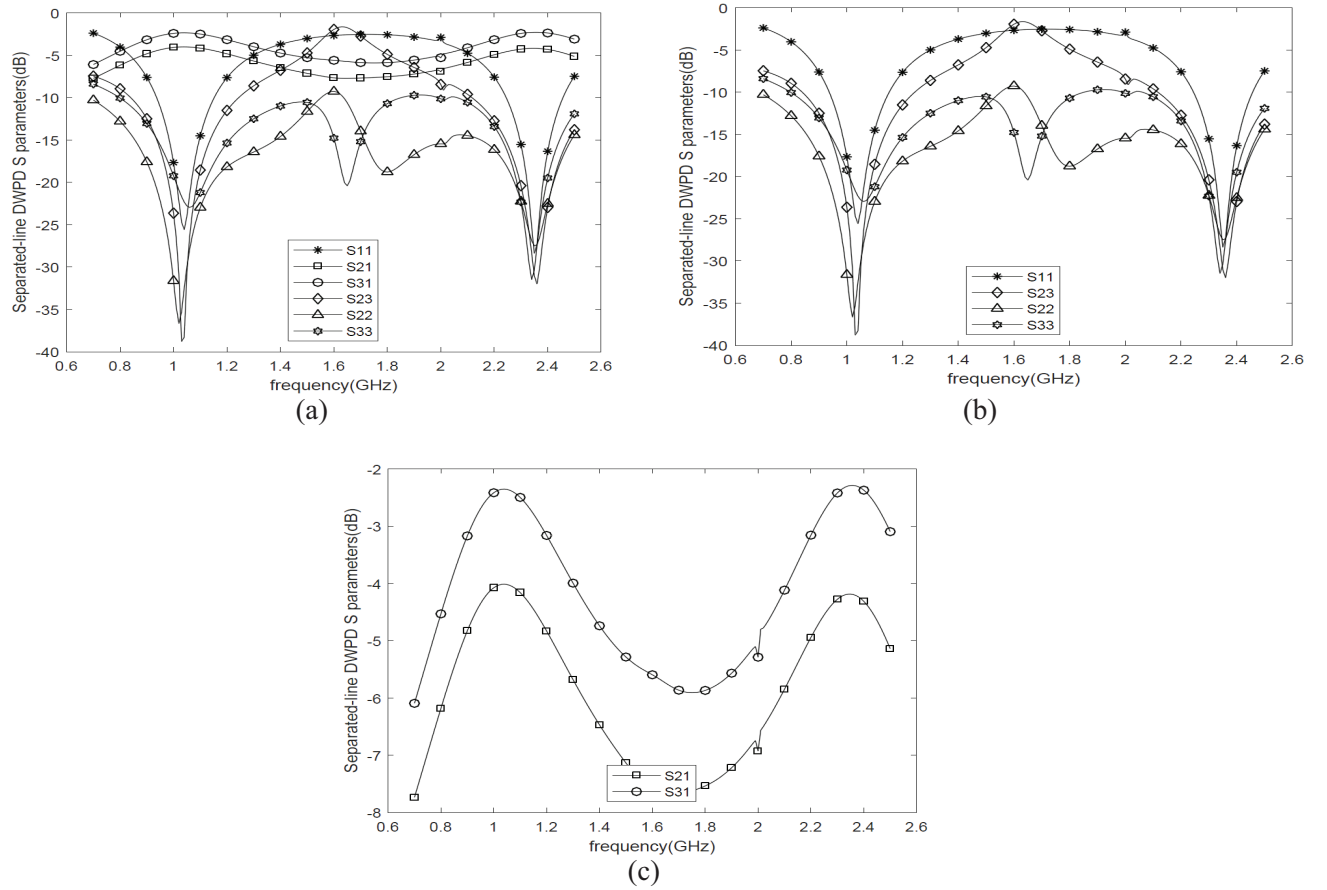 Separated-line DWPD S parameters(dB)
0
-5
-10
-15
-20
-25
-30
-35
-40
S11
S21
S31
S23
S22
S33
0.6 0.8 1 1.2 1.4 1.6 1.8 2 2.2 2.4 2.6
frequency(GHz)
(a)
Separated-line DWPD S parameters(dB)
0
-5
-10
-15
-20
-25
-30
-35
-40
S11
S23
S22
S33
0.6 0.8 1 1.2 1.4 1.6 1.8 2 2.2 2.4 2.6
frequency(GHz)
(b)
Separated-line DWPD S parameters(dB)
-2
-3
-4
-5
-6
-7
-8
S21
S31
0.6 0.8 1 1.2 1.4 1.6 1.8 2 2.2 2.4 2.6
frequency(GHz)
(c)